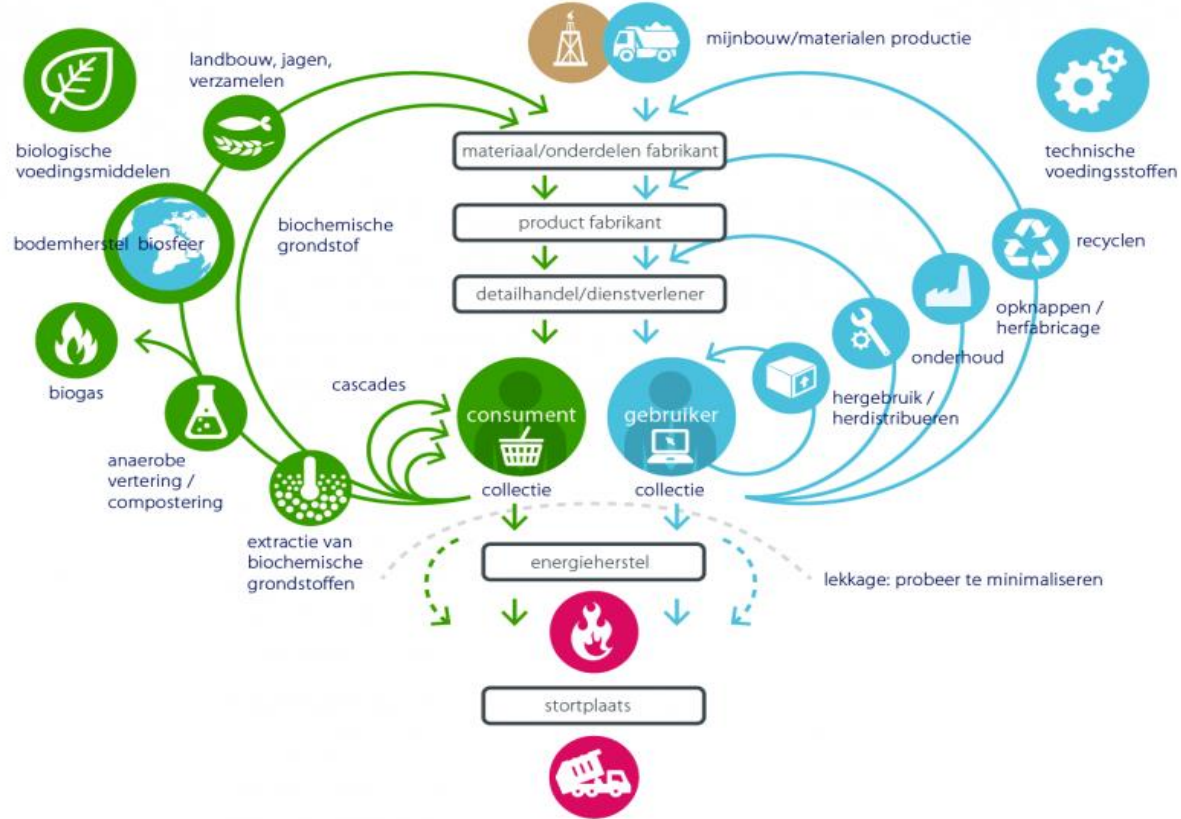 mijnbouw/materialen productie
landbouw, jagen,
verzamelen
biologische
voedingsmiddelen
technische
voedingsstoffen
materiaal/onderdelen fabrikant
biochemische
grondstof
product fabrikant
bodemherstel biosfeer
recyclen
detailhandel/dienstverlener
opknappen /
herfabricage
onderhoud
biogas
cascades
hergebruik /
herdistribueren
consument
gebruiker
anaerobe
vertering /
compostering
collectie
collectie
extractie van
biochemische
grondstoffen
energieherstel
lekkage: probeer te minimaliseren
stortplaats